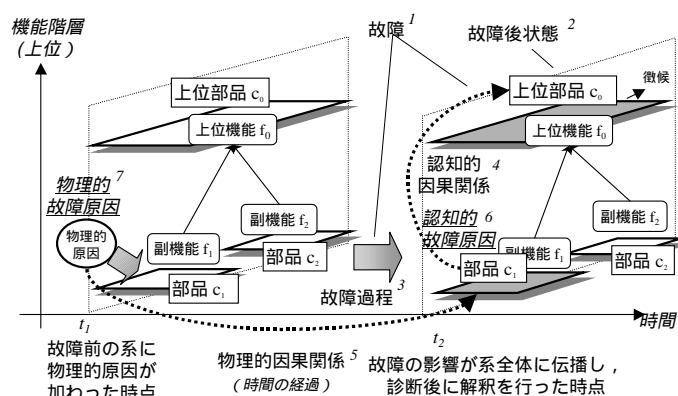 機能階層
(上位)
故障 1
故障後状態 2
上位部品 c0
上位機能 f0
上位部品 c0
徴候
上位機能 f0
物理的 7
故障原因
物理的
原因
副機能 f1
副機能 f2
部品 c1
部品 c2
故障過程 3
認知的 4
因果関係
認知的 6
故障原因
副機能 f1
部品 c1
副機能 f2
部品 c2
時間
t1
t2
故障前の系に
物理的原因が
加わった時点
物理的因果関係 5
(時間の経過)
故障の影響が系全体に伝播し，
診断後に解釈を行った時点